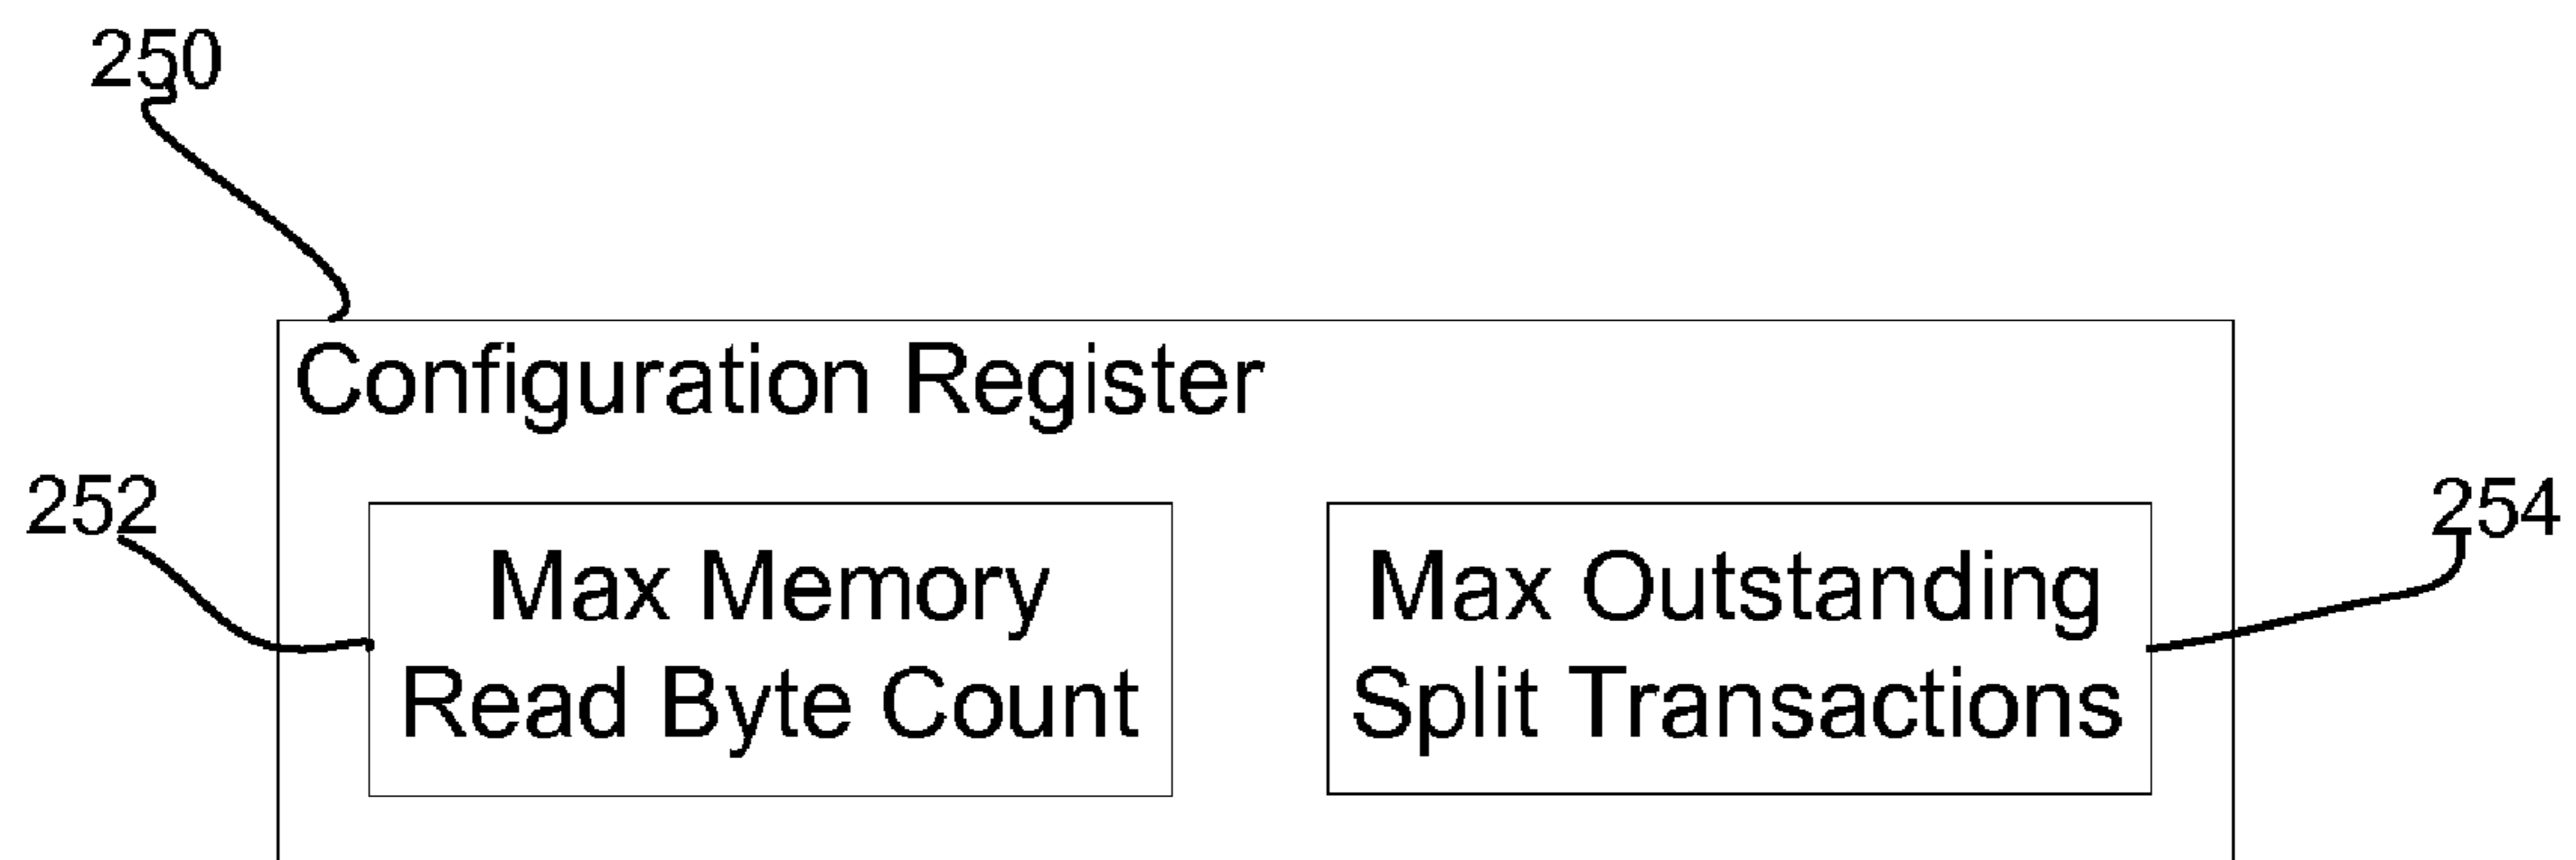 250
Configuration Register
252
Max Memory
Read Byte Count
Max Outstanding
Split Transactions
254